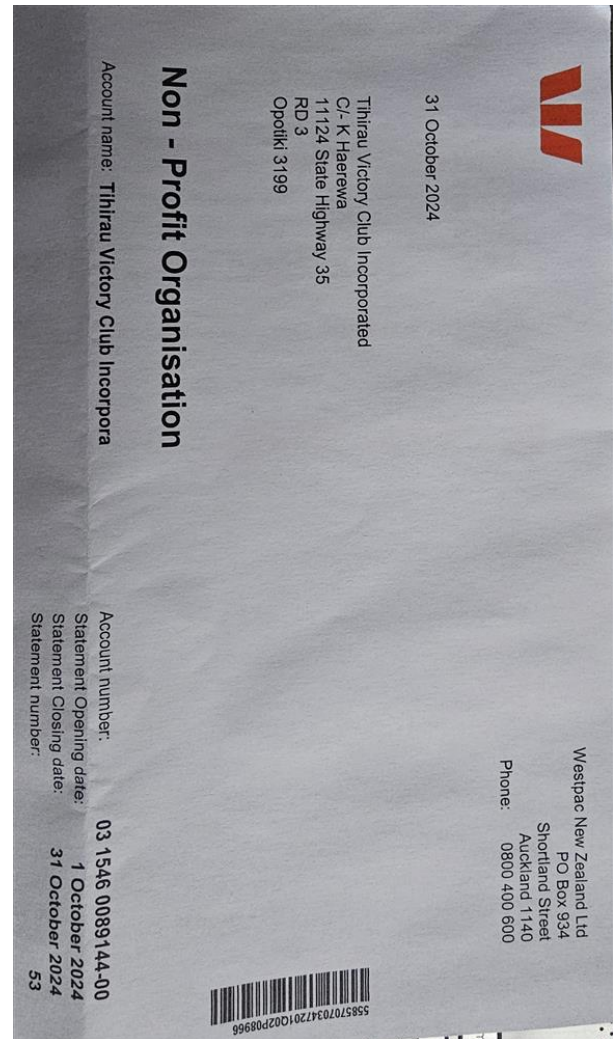 Westpac New Zealand Ltd
PO Box 934
Shortland Street
Auckland 1140
Phone: 0800 400 600
31 October 2024
Tihirau Victory Club Incorporated
C/- K Haerewa
11124 State Highway 35
RD 3
Opotiki 3199
55857070347201Q02P08966
Non - Profit Organisation
Account name: Tihirau Victory Club Incorpora
Account number: 03 1546 0089144-00
Statement Opening date: 1 October 2024
Statement Closing date: 31 October 2024
Statement number: 53